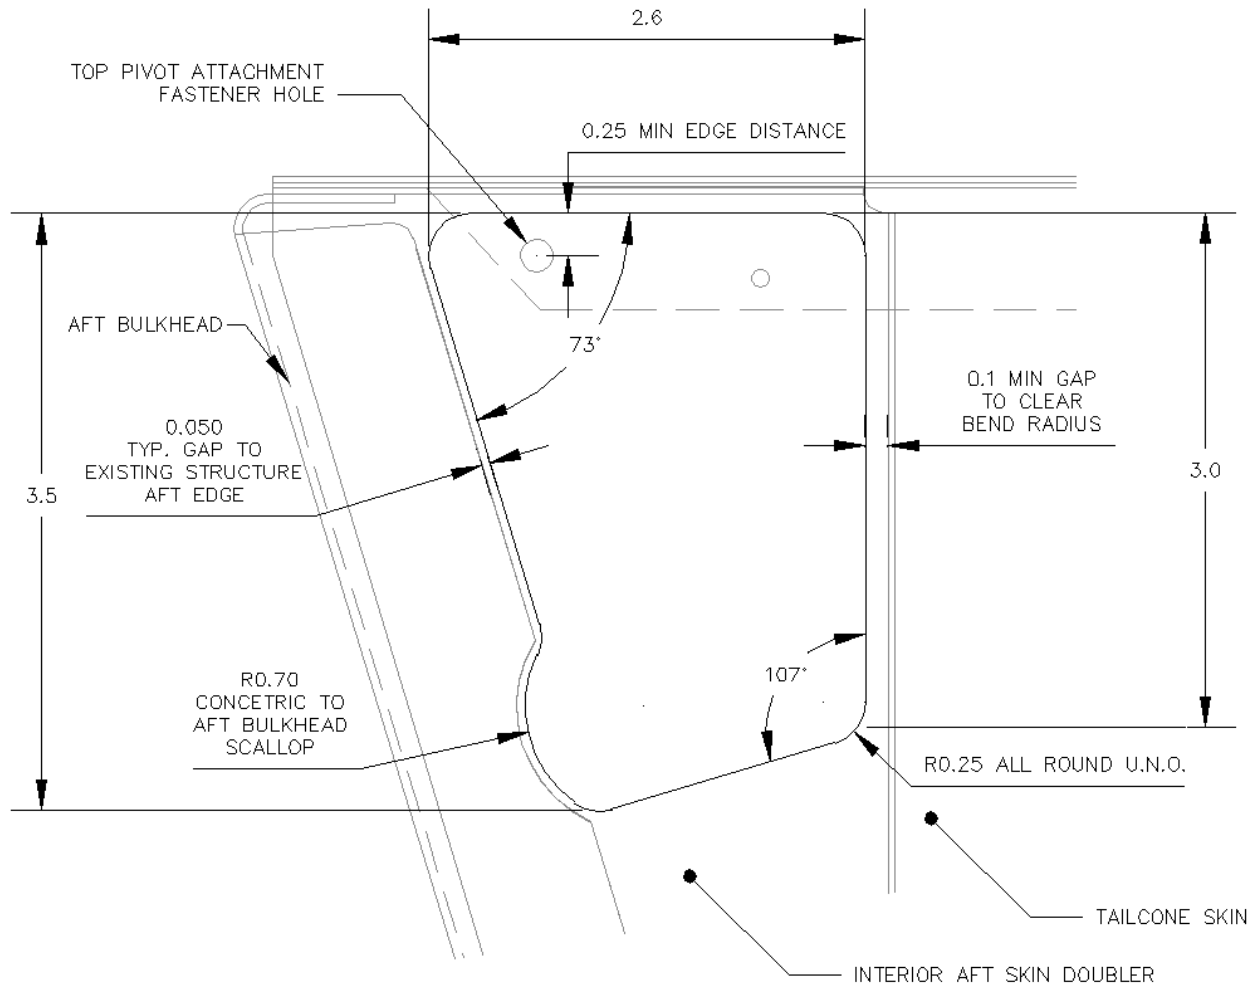 2.6
TOP PIVOT ATTACHMENT
FASTENER HOLE
0.25 MIN EDGE DISTANCE
AFT BULKHEAD
73°
0.1 MIN GAP
TO CLEAR
BEND RADIUS
0.050
TYP. GAP TO
EXISTING STRUCTURE
AFT EDGE
3.5
3.0
107°
R0.70
CONCETRIC TO
AFT BULKHEAD
SCALLOP
R0.25 ALL ROUND U.N.O.
TAILCONE SKIN
INTERIOR AFT SKIN DOUBLER